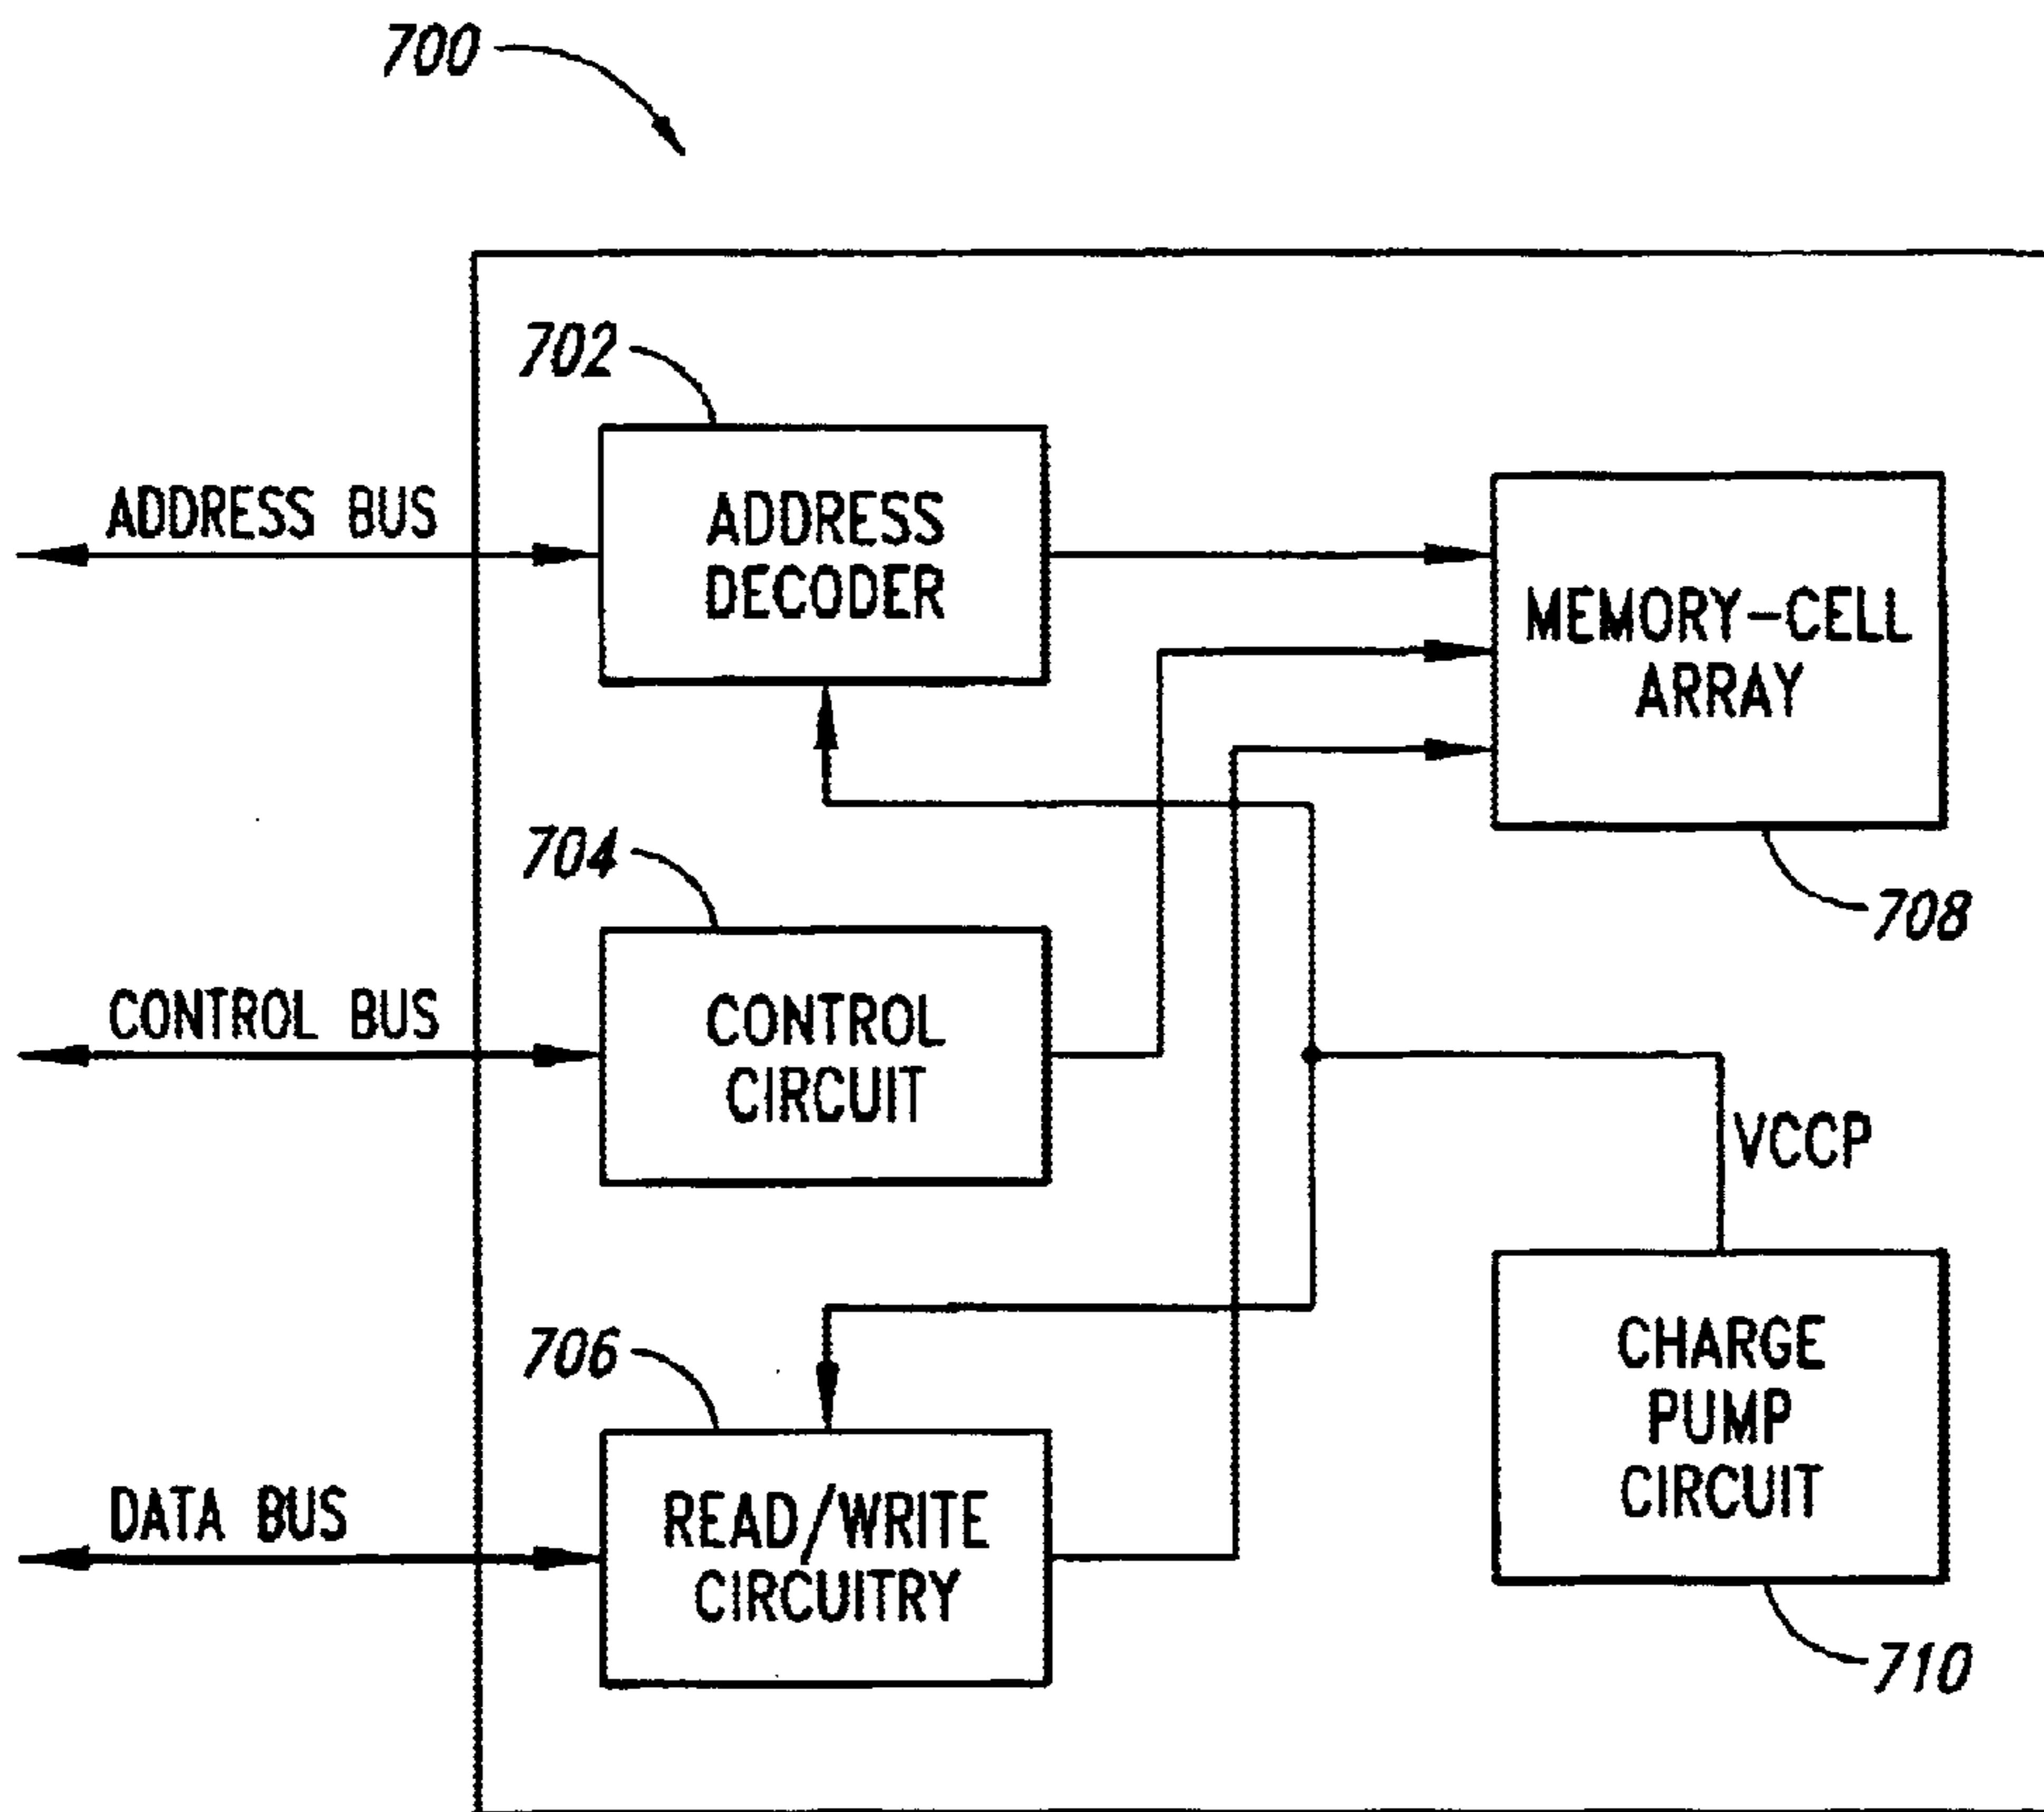 700
702
ADDRESS BUS
ADDRESS
DECODER
MEMORY-CELL
ARRAY
704
708
CONTROL BUS
CONTROL
CIRCUIT
VCCP
706
CHARGE
PUMP
CIRCUIT
DATA BUS
READ/WRITE
CIRCUITRY
710